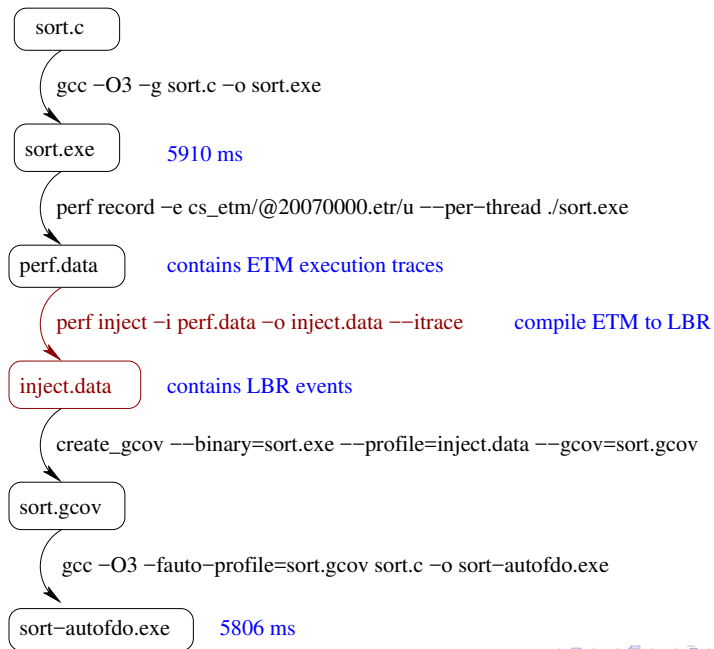 sort.c
gcc −O3 −g sort.c −o sort.exe
sort.exe 5910 ms
perf record −e cs_etm/@20070000.etr/u −−per−thread ./sort.exe
perf.data contains ETM execution traces
perf inject −i perf.data −o inject.data −−itrace compile ETM to LBR
inject.data contains LBR events
create_gcov −−binary=sort.exe −−profile=inject.data −−gcov=sort.gcov
sort.gcov
gcc −O3 −fauto−profile=sort.gcov sort.c −o sort−autofdo.exe
sort−autofdo.exe 5806 ms